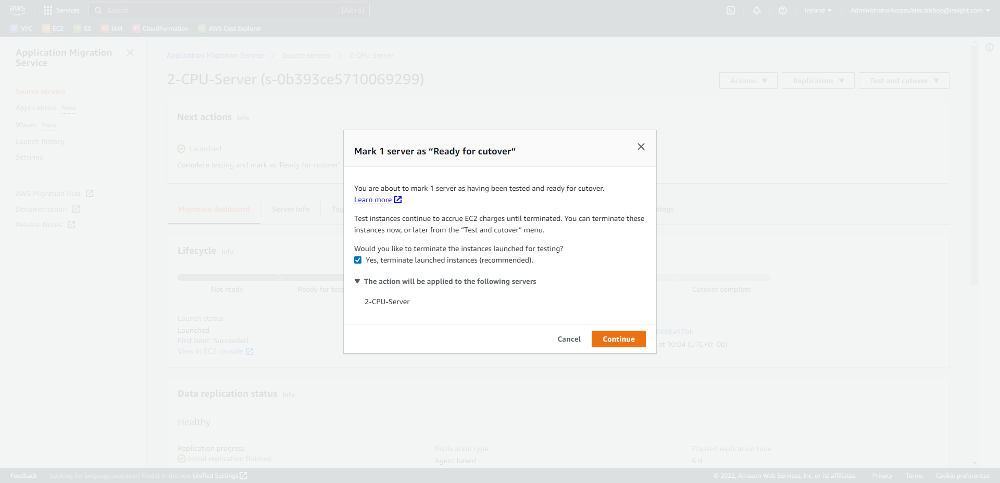 aws
Services
Search
[Alt+S]
Ireland ▼
AdministratorAccess/alex.bishop@insight.com ▼
VPC
EC2
S3
IAM
CloudFormation
AWS Cost Explorer
Application Migration
Service
Source servers
Applications New
Waves New
Launch history
Settings
AWS Migration Hub
Documentation
Release Notes
Application Migration Service
Source servers
2-CPU-Server
2-CPU-Server (s-0b393ce5710069299)
Actions ▼
Replication ▼
Test and cutover ▼
Next actions Info
Launched
Complete testing and mark as 'Ready for cutover'
Migration dashboard
Server info
Tag
tings
Lifecycle Info
Not ready
Ready for test
Cutover complete
Launch status
Launched
First boot: Succeeded
View in EC2 console
0466a57bb
at 10:04 (UTC+0:-00)
Data replication status Info
Healthy
Replication progress
Initial replication finished
Replication type
Agent based
Elapsed replication time
6 d
Mark 1 server as “Ready for cutover“
You are about to mark 1 server as having been tested and ready for cutover.
Learn more
Test instances continue to accrue EC2 charges until terminated. You can terminate these
instances now, or later from the “Test and cutover” menu.
Would you like to terminate the instances launched for testing?
Yes, terminate launched instances (recommended).
▼ The action will be applied to the following servers
2-CPU-Server
Cancel
Continue
Feedback
Looking for language selection? Find it in the new Unified Settings
© 2022, Amazon Web Services, Inc. or its affiliates.
Privacy
Terms
Cookie preferences